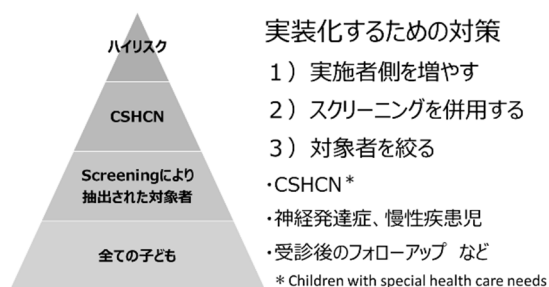 ハイリスク
CSHCN
Screeningにより
抽出された対象者
全ての子ども
実装化するための対策
１）実施者側を増やす
２）スクリーニングを併用する
３）対象者を絞る
・CSHCN＊
・神経発達症、慢性疾患児
・受診後のフォローアップ など
＊Children with special health care needs